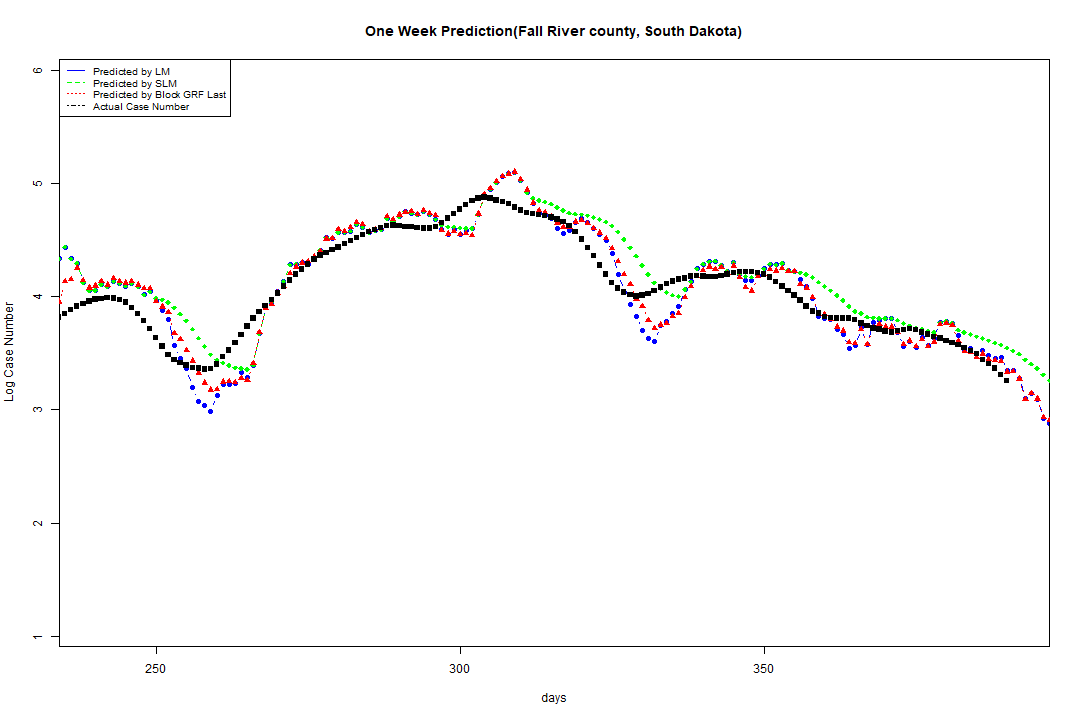 One Week Prediction(Fall River county, South Dakota)
Predicted by LM
Predicted by SLM
Predicted by Block GRF Last
Actual Case Number
6
5
4
3
2
1
Log Case Number
250 300 350
days